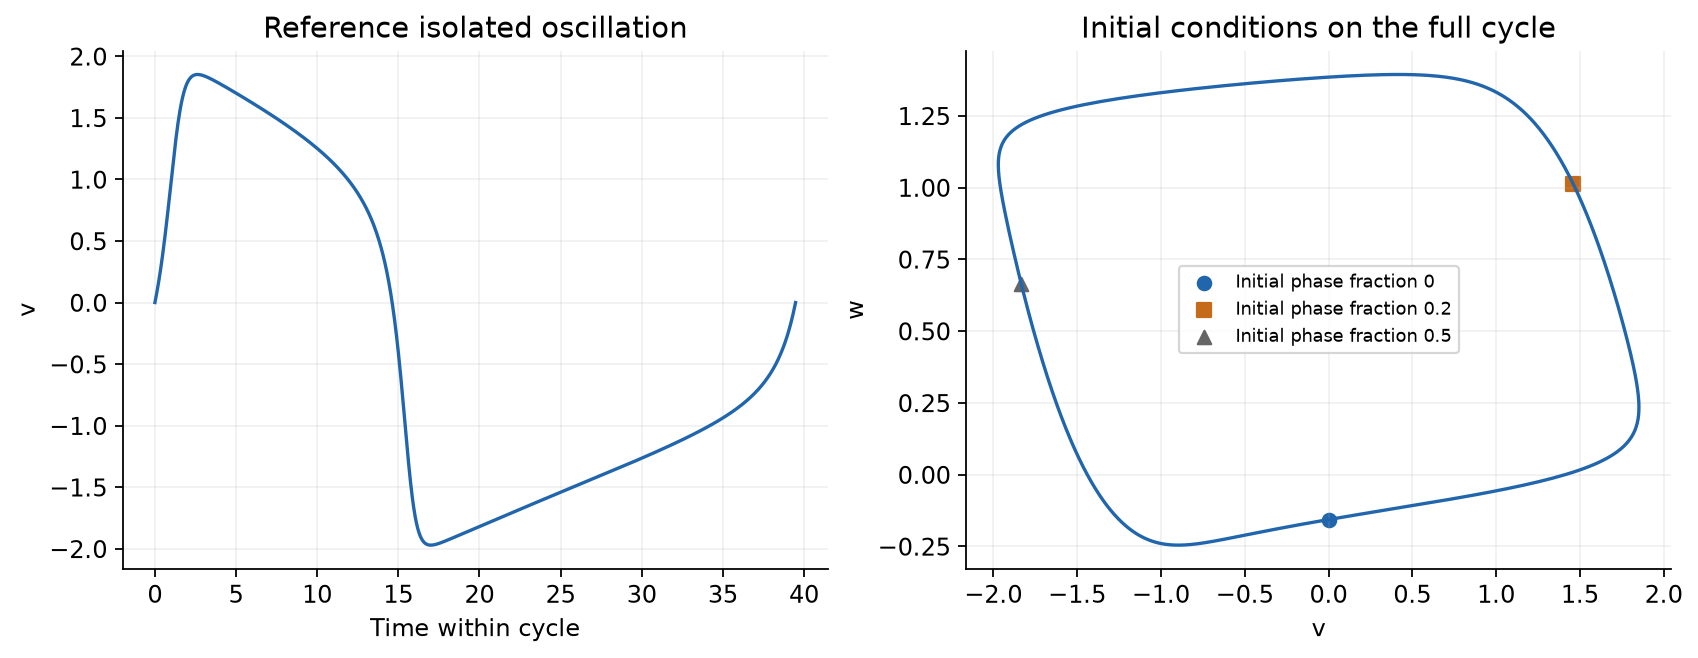 Reference isolated oscillation
2.0
1.5
1.0
0.5
0.0
−0.5
−1.0
−1.5
−2.0
v
0 5 10 15 20 25 30 35 40
Time within cycle
Initial conditions on the full cycle
1.25
1.00
0.75
0.50
0.25
0.00
−0.25
w
Initial phase fraction 0
Initial phase fraction 0.2
Initial phase fraction 0.5
−2.0 −1.5 −1.0 −0.5 0.0 0.5 1.0 1.5 2.0
v